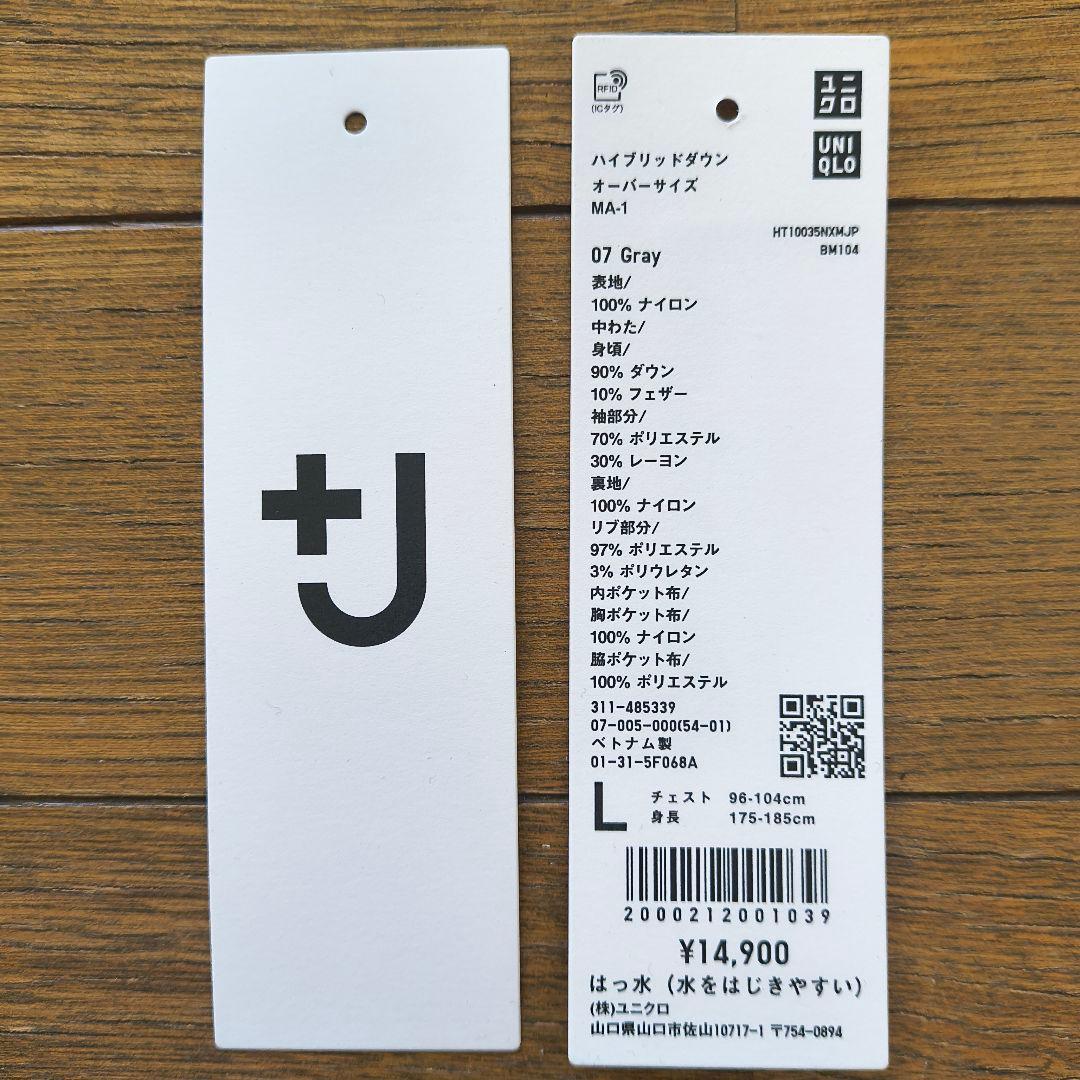 +J
RFID
(ICタグ)
ユニ
クロ
UNI
QLO
ハイブリッドダウン
オーバーサイズ
MA-1
HT10035NXMJP
BM104
07 Gray
表地/
100% ナイロン
中わた/
身頃/
90% ダウン
10% フェザー
袖部分/
70% ポリエステル
30% レーヨン
裏地/
100% ナイロン
リブ部分/
97% ポリエステル
3% ポリウレタン
内ポケット布/
胸ポケット布/
100% ナイロン
脇ポケット布/
100% ポリエステル
311-485339
07-005-000(54-01)
ベトナム製
01-31-5F068A
L
チェスト 96-104cm
身長 175-185cm
2000212001039
¥14,900
はっ水（水をはじきやすい）
(株)ユニクロ
山口県山口市佐山10717-1 〒754-0894